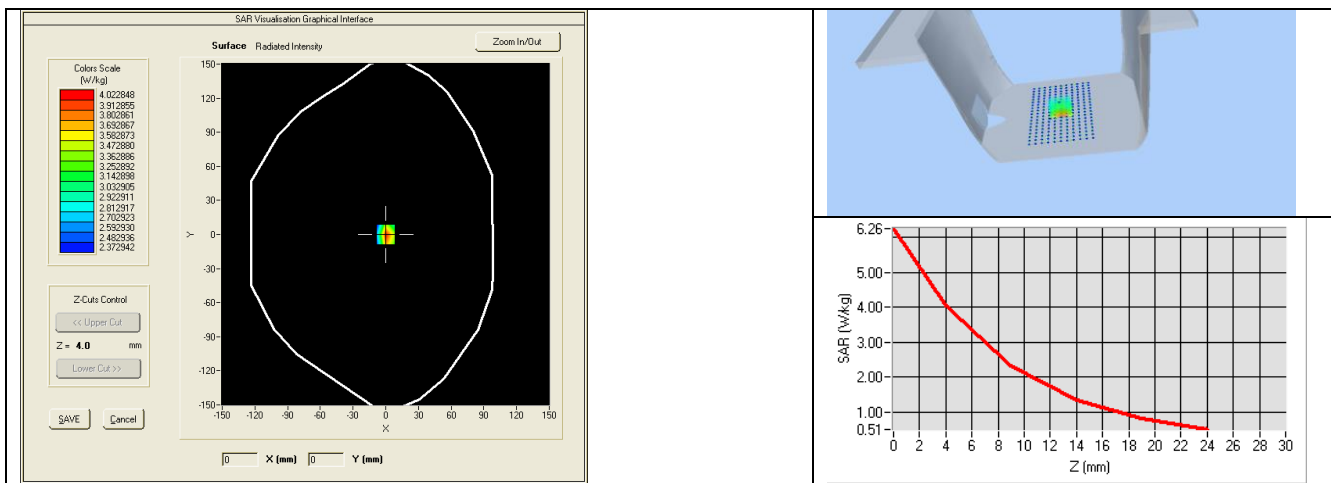 SAR Visualisation Graphical Interface
Surface Radiated Intensity
Zoom In/Out
Colors Scale
(W/kg)
4.022848
3.912855
3.802861
3.692867
3.582873
3.472880
3.362886
3.252892
3.142898
3.032905
2.922911
2.812917
2.702923
2.592930
2.482936
2.372942
Z-Cuts Control
<< Upper Cut
Z = 4.0 mm
Lower Cut >>
SAVE Cancel
150-
120-
90-
60-
30-
0-
-30-
-60-
-90-
-120-
-150-
Y
-150 -120 -90 -60 -30 0 30 60 90 120 150
X
0 X (mm) 0 Y (mm)
6.26-
5.00-
4.00-
3.00-
2.00-
1.00-
0.51-
SAR (W/kg)
0 2 4 6 8 10 12 14 16 18 20 22 24 26 28 30
Z (mm)